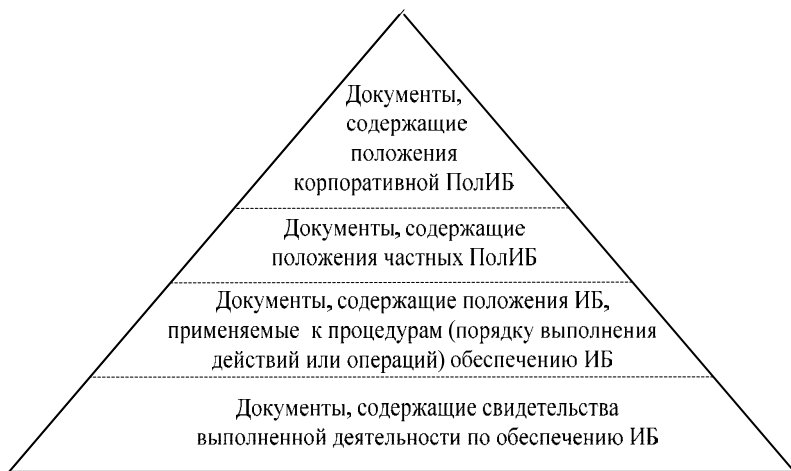 Документы,
содержащие
положения
корпоративной ПолИБ
Документы, содержащие
положения частных ПолИБ
Документы, содержащие положения ИБ,
применяемые к процедурам (порядку выполнения
действий или операций) обеспечению ИБ
Документы, содержащие свидетельства
выполненной деятельности по обеспечению ИБ